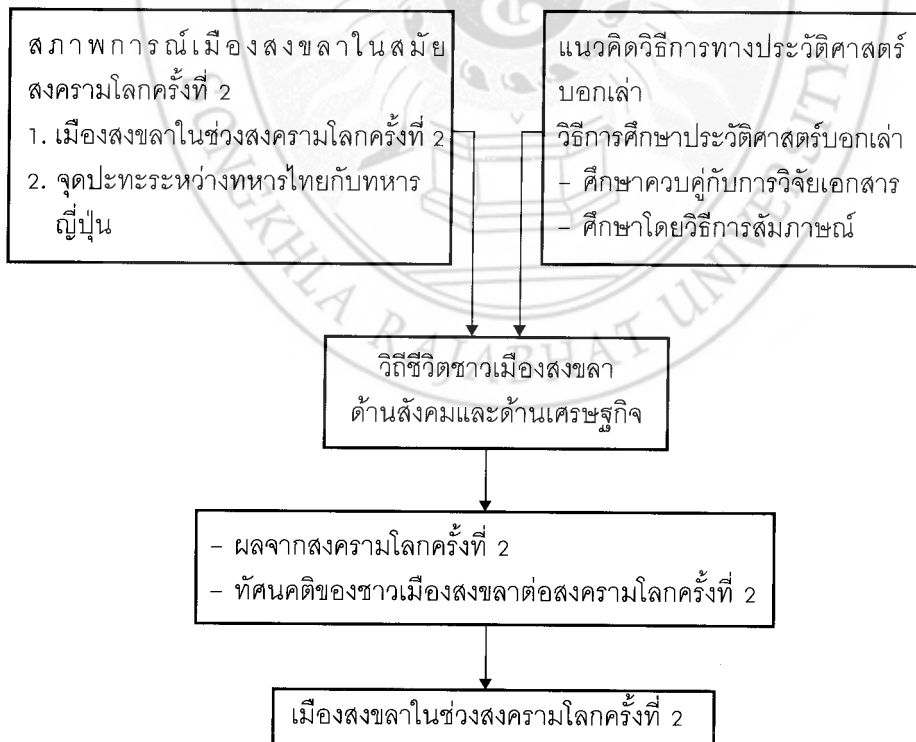 สภาพการณ์เมืองสงขลาในสมัย
สงครามโลกครั้งที่ 2
1. เมืองสงขลาในช่วงสงครามโลกครั้งที่ 2
2. จุดปะทะระหว่างทหารไทยกับทหาร
ญี่ปุ่น
แนวคิดวิธีการทางประวัติศาสตร์
บอกเล่า
วิธีการศึกษาประวัติศาสตร์บอกเล่า
– ศึกษาควบคู่กับการวิจัยเอกสาร
– ศึกษาโดยวิธีการสัมภาษณ์
วิถีชีวิตชาวเมืองสงขลา
ด้านสังคมและด้านเศรษฐกิจ
– ผลจากสงครามโลกครั้งที่ 2
– ทัศนคติของชาวเมืองสงขลาต่อสงครามโลกครั้งที่ 2
เมืองสงขลาในช่วงสงครามโลกครั้งที่ 2
SONGKHLA RAJABHAT UNIVERSITY